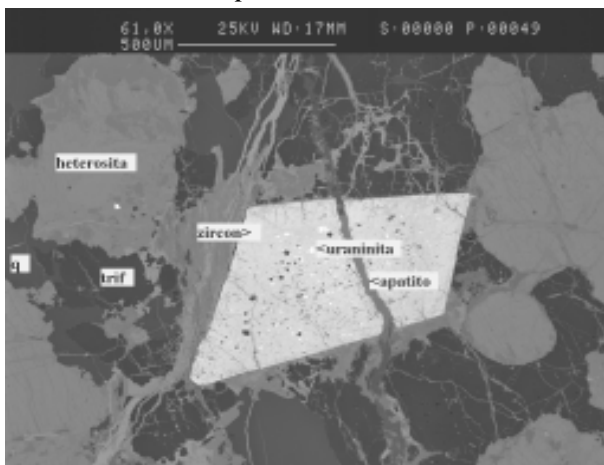 61.0X 25KV WD:17MM S:00000 P:00049
500UM
heterosita
zircon>
<uraninita
q
trif
<apatito